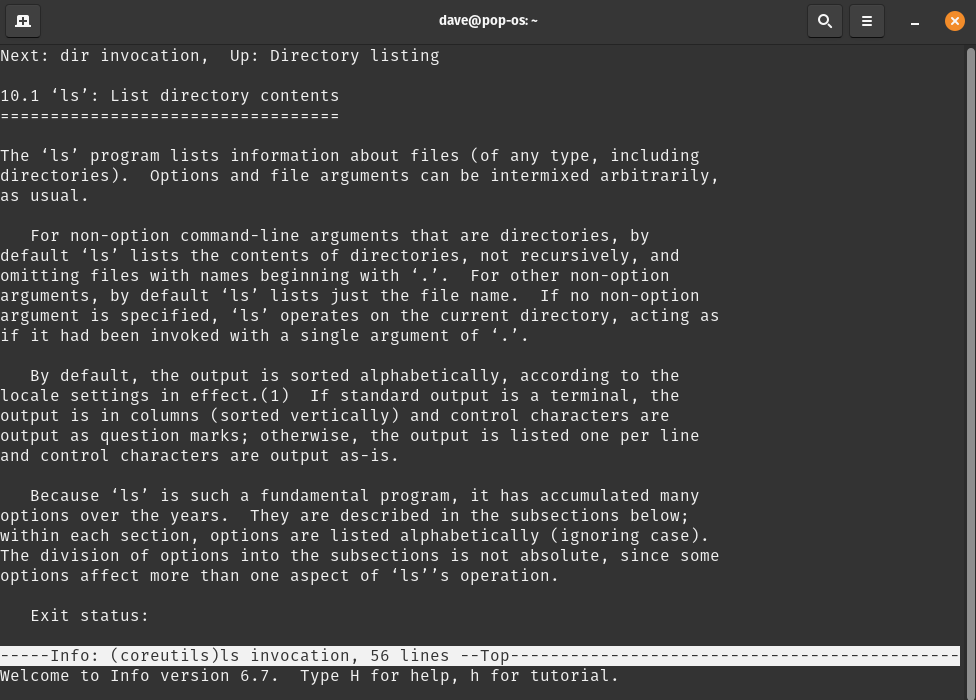 dave@pop-os: ~
Next: dir invocation,  Up: Directory listing
10.1 ‘ls’: List directory contents
==================================
The ‘ls’ program lists information about files (of any type, including
directories).  Options and file arguments can be intermixed arbitrarily,
as usual.
   For non-option command-line arguments that are directories, by
default ‘ls’ lists the contents of directories, not recursively, and
omitting files with names beginning with ‘.’.  For other non-option
arguments, by default ‘ls’ lists just the file name.  If no non-option
argument is specified, ‘ls’ operates on the current directory, acting as
if it had been invoked with a single argument of ‘.’.
   By default, the output is sorted alphabetically, according to the
locale settings in effect.(1)  If standard output is a terminal, the
output is in columns (sorted vertically) and control characters are
output as question marks; otherwise, the output is listed one per line
and control characters are output as-is.
   Because ‘ls’ is such a fundamental program, it has accumulated many
options over the years.  They are described in the subsections below;
within each section, options are listed alphabetically (ignoring case).
The division of options into the subsections is not absolute, since some
options affect more than one aspect of ‘ls’’s operation.
   Exit status:
-----Info: (coreutils)ls invocation, 56 lines --Top---------------------------------------------
Welcome to Info version 6.7.  Type H for help, h for tutorial.